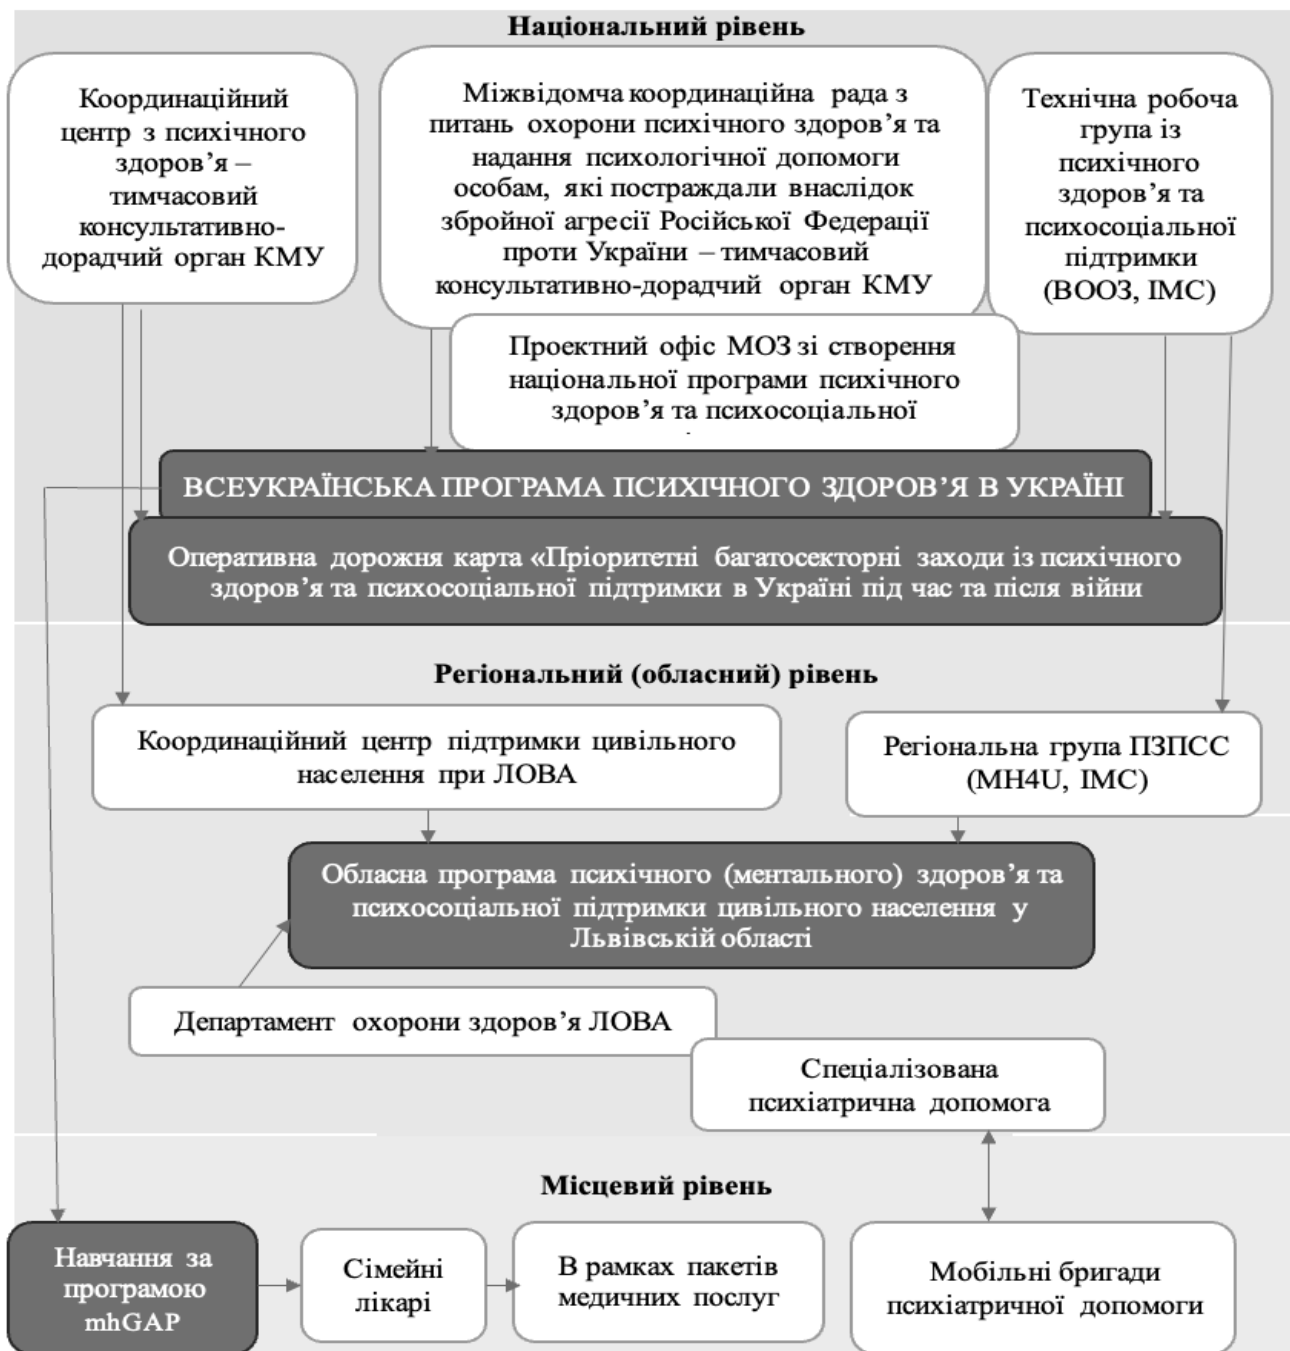 Національний рівень
Координаційний
центр з психічного
здоров’я –
тимчасовий
консультативно-
дорадчий орган КМУ
Міжвідомча координаційна рада з
питань охорони психічного здоров’я та
надання психологічної допомоги
особам, які постраждали внаслідок
збройної агресії Російської Федерації
проти України – тимчасовий
консультативно-дорадчий орган КМУ
Технічна робоча
група із
психічного
здоров’я та
психосоціальної
підтримки
(ВООЗ, ІМС)
Проектний офіс МОЗ зі створення
національної програми психічного
здоров’я та психосоціальної
ВСЕУКРАЇНСЬКА ПРОГРАМА ПСИХІЧНОГО ЗДОРОВ’Я В УКРАЇНІ
Оперативна дорожня карта «Пріоритетні багатосекторні заходи із психічного
здоров’я та психосоціальної підтримки в Україні під час та після війни
Регіональний (обласний) рівень
Координаційний центр підтримки цивільного
населення при ЛОВА
Регіональна група ПЗПСС
(MH4U, ІМС)
Обласна програма психічного (ментального) здоров’я та
психосоціальної підтримки цивільного населення у
Львівській області
Департамент охорони здоров’я ЛОВА
Спеціалізована
психіатрична допомога
Місцевий рівень
Навчання за
програмою
mhGAP
Сімейні
лікарі
В рамках пакетів
медичних послуг
Мобільні бригади
психіатричної допомоги